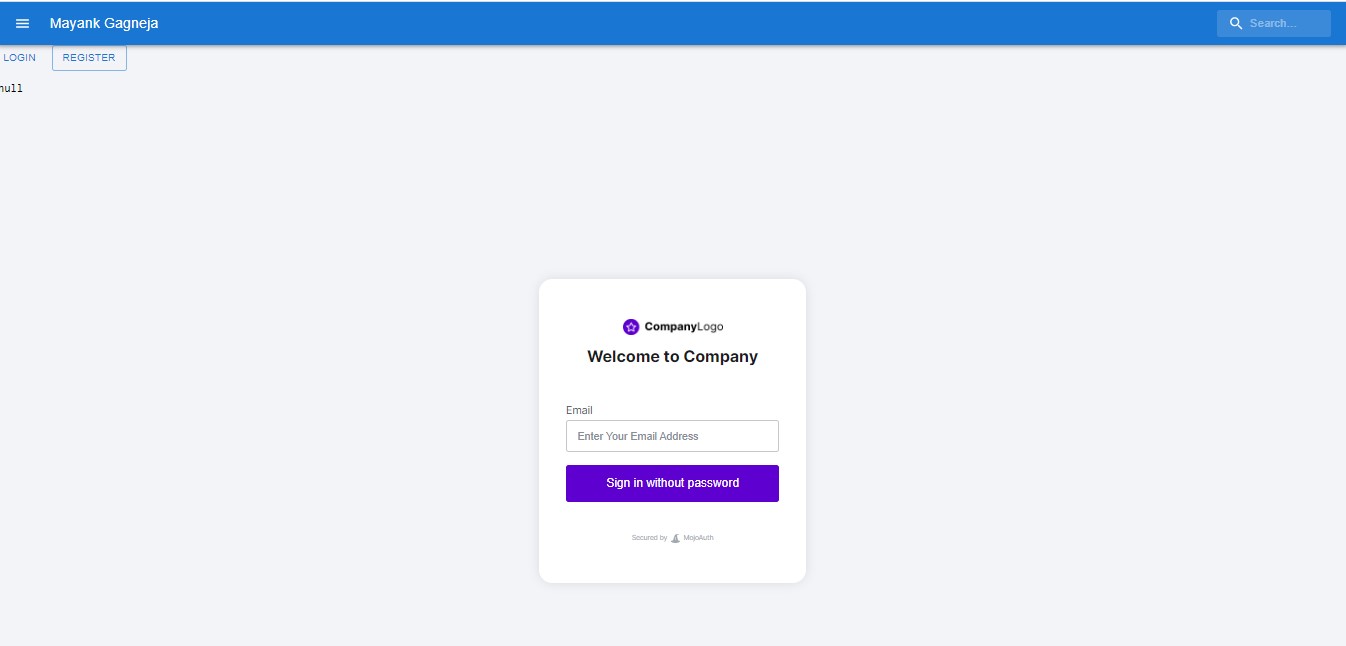 Mayank Gagneja
Search…
LOGIN
REGISTER
null
CompanyLogo
Welcome to Company
Email
Enter Your Email Address
Sign in without password
Secured by MojoAuth